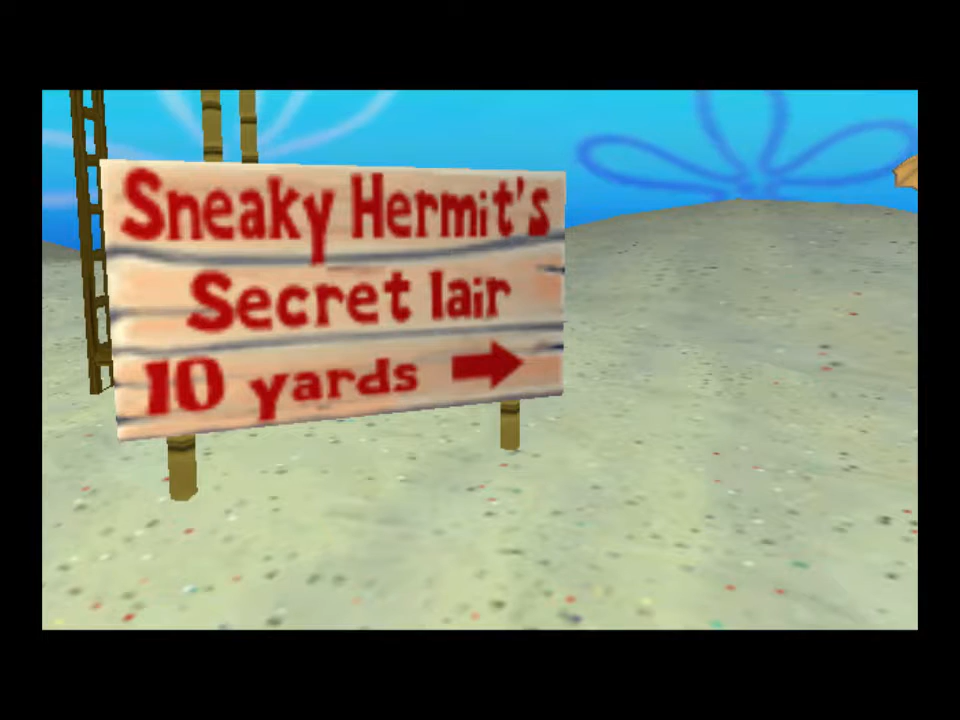 Sneaky Hermit's
Secret lair
10 yards →